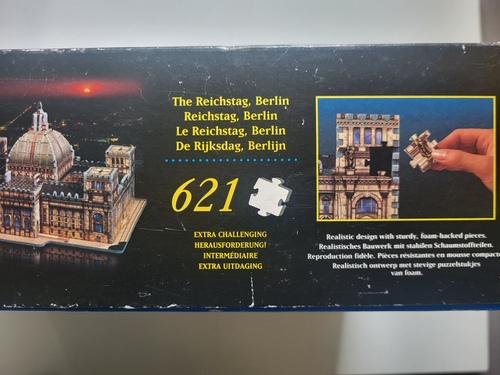 The Reichstag, Berlin
Reichstag, Berlin
Le Reichstag, Berlin
De Rijksdag, Berlijn
621
EXTRA CHALLENGING
HERAUSFORDERUNG!
INTERMÉDIAIRE
EXTRA UITDAGING
Realistic design with sturdy, foam-backed pieces.
Realistisches Bauwerk mit stabilen Schaumstoffteilen.
Reproduction fidèle. Pièces résistantes en mousse compacte
Realistisch ontwerp met stevige puzzelstukjes
van foam.